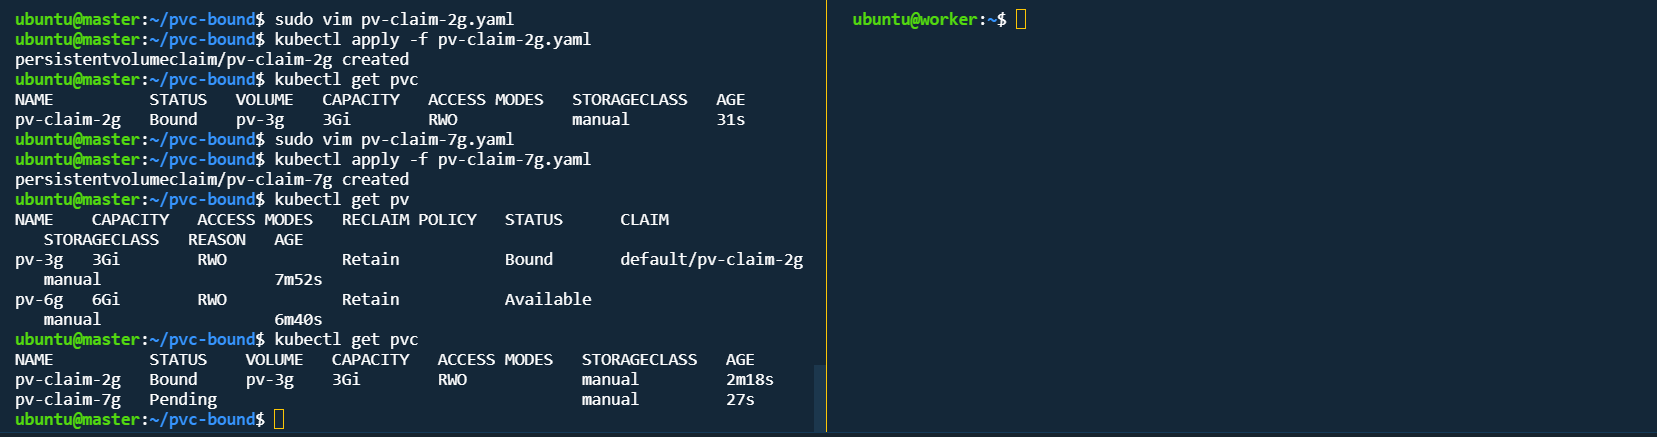 ubuntu@master:~/pvc-bound$ sudo vim pv-claim-2g.yaml
ubuntu@master:~/pvc-bound$ kubectl apply -f pv-claim-2g.yaml
persistentvolumeclaim/pv-claim-2g created
ubuntu@master:~/pvc-bound$ kubectl get pvc
NAME          STATUS   VOLUME   CAPACITY   ACCESS MODES   STORAGECLASS   AGE
pv-claim-2g   Bound    pv-3g    3Gi        RWO            manual         31s
ubuntu@master:~/pvc-bound$ sudo vim pv-claim-7g.yaml
ubuntu@master:~/pvc-bound$ kubectl apply -f pv-claim-7g.yaml
persistentvolumeclaim/pv-claim-7g created
ubuntu@master:~/pvc-bound$ kubectl get pv
NAME    CAPACITY   ACCESS MODES   RECLAIM POLICY   STATUS      CLAIM
   STORAGECLASS   REASON   AGE
pv-3g   3Gi        RWO            Retain           Bound       default/pv-claim-2g
   manual                  7m52s
pv-6g   6Gi        RWO            Retain           Available
   manual                  6m40s
ubuntu@master:~/pvc-bound$ kubectl get pvc
NAME          STATUS    VOLUME   CAPACITY   ACCESS MODES   STORAGECLASS   AGE
pv-claim-2g   Bound     pv-3g    3Gi        RWO            manual         2m18s
pv-claim-7g   Pending                                      manual         27s
ubuntu@master:~/pvc-bound$
ubuntu@worker:~$